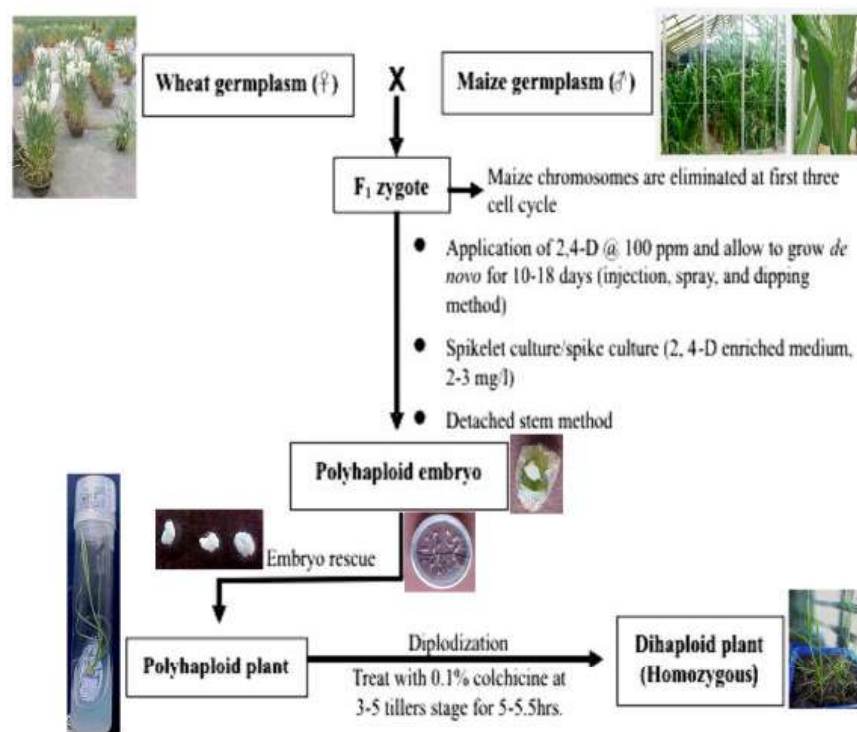 Wheat germplasm (♀)
X
Maize germplasm (♂)
F₁ zygote
Maize chromosomes are eliminated at first three
cell cycle
● Application of 2,4-D @ 100 ppm and allow to grow de
novo for 10-18 days (injection, spray, and dipping
method)
● Spikelet culture/spike culture (2, 4-D enriched medium,
2-3 mg/l)
● Detached stem method
Polyhaploid embryo
Embryo rescue
Polyhaploid plant
Diplodization
Treat with 0.1% colchicine at
3-5 tillers stage for 5-5.5hrs.
Dihaploid plant
(Homozygous)